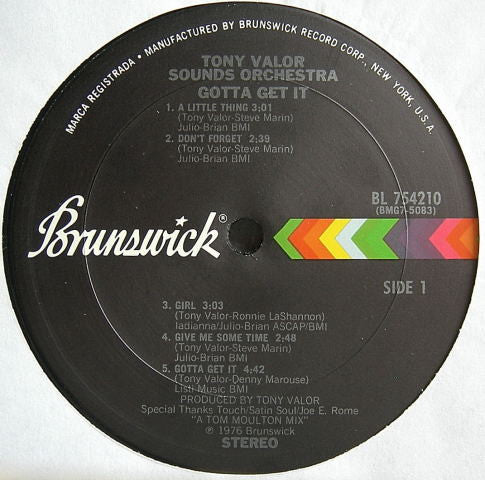 MARCA REGISTRADA • MANUFACTURED BY BRUNSWICK RECORD CORP., NEW YORK, U.S.A.
TONY VALOR
SOUNDS ORCHESTRA
GOTTA GET IT
1. A LITTLE THING 3:01
(Tony Valor-Steve Marin)
Julio-Brian BMI
2. DON'T FORGET 2:39
(Tony Valor-Steve Marin)
Julio-Brian BMI
BL 754210
(BMG7-5083)
Brunswick®
SIDE 1
3. GIRL 3:03
(Tony Valor-Ronnie LaShannon)
Iadianna/Julio-Brian ASCAP/BMI
4. GIVE ME SOME TIME 2:48
(Tony Valor-Steve Marin)
Julio-Brian BMI
5. GOTTA GET IT 4:42
(Tony Valor-Denny Marouse)
Listi Music BMI
PRODUCED BY TONY VALOR
Special Thanks Touch/Satin Soul/Joe E. Rome
"A TOM MOULTON MIX"
℗ 1976 Brunswick
STEREO